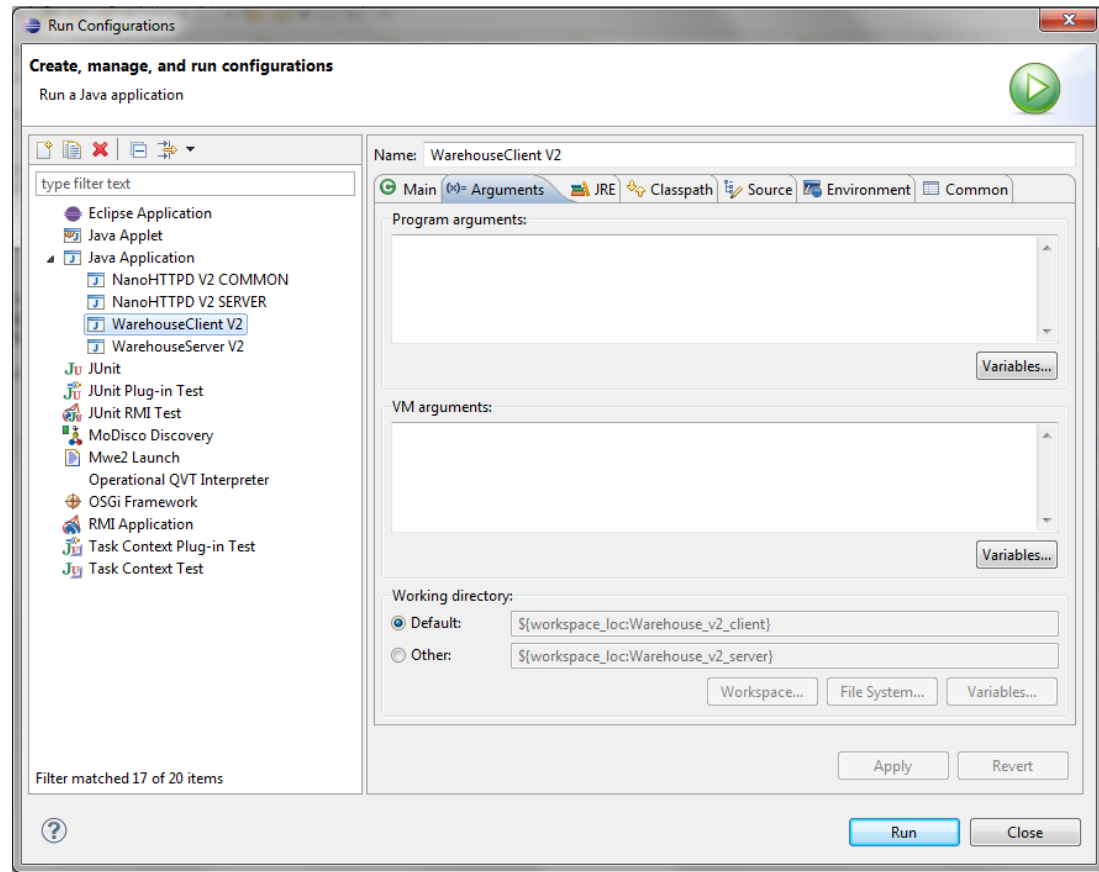 Run Configurations
Create, manage, and run configurations
Run a Java application
type filter text
Eclipse Application
Java Applet
Java Application
NanoHTTPD V2 COMMON
NanoHTTPD V2 SERVER
WarehouseClient V2
WarehouseServer V2
JUnit
JUnit Plug-in Test
JUnit RMI Test
MoDisco Discovery
Mwe2 Launch
Operational QVT Interpreter
OSGi Framework
RMI Application
Task Context Plug-in Test
Task Context Test
Filter matched 17 of 20 items
Name: WarehouseClient V2
Main (x)= Arguments JRE Classpath Source Environment Common
Program arguments:
Variables...
VM arguments:
Variables...
Working directory:
Default: ${workspace_loc:Warehouse_v2_client}
Other: ${workspace_loc:Warehouse_v2_server}
Workspace... File System... Variables...
Apply Revert
Run Close